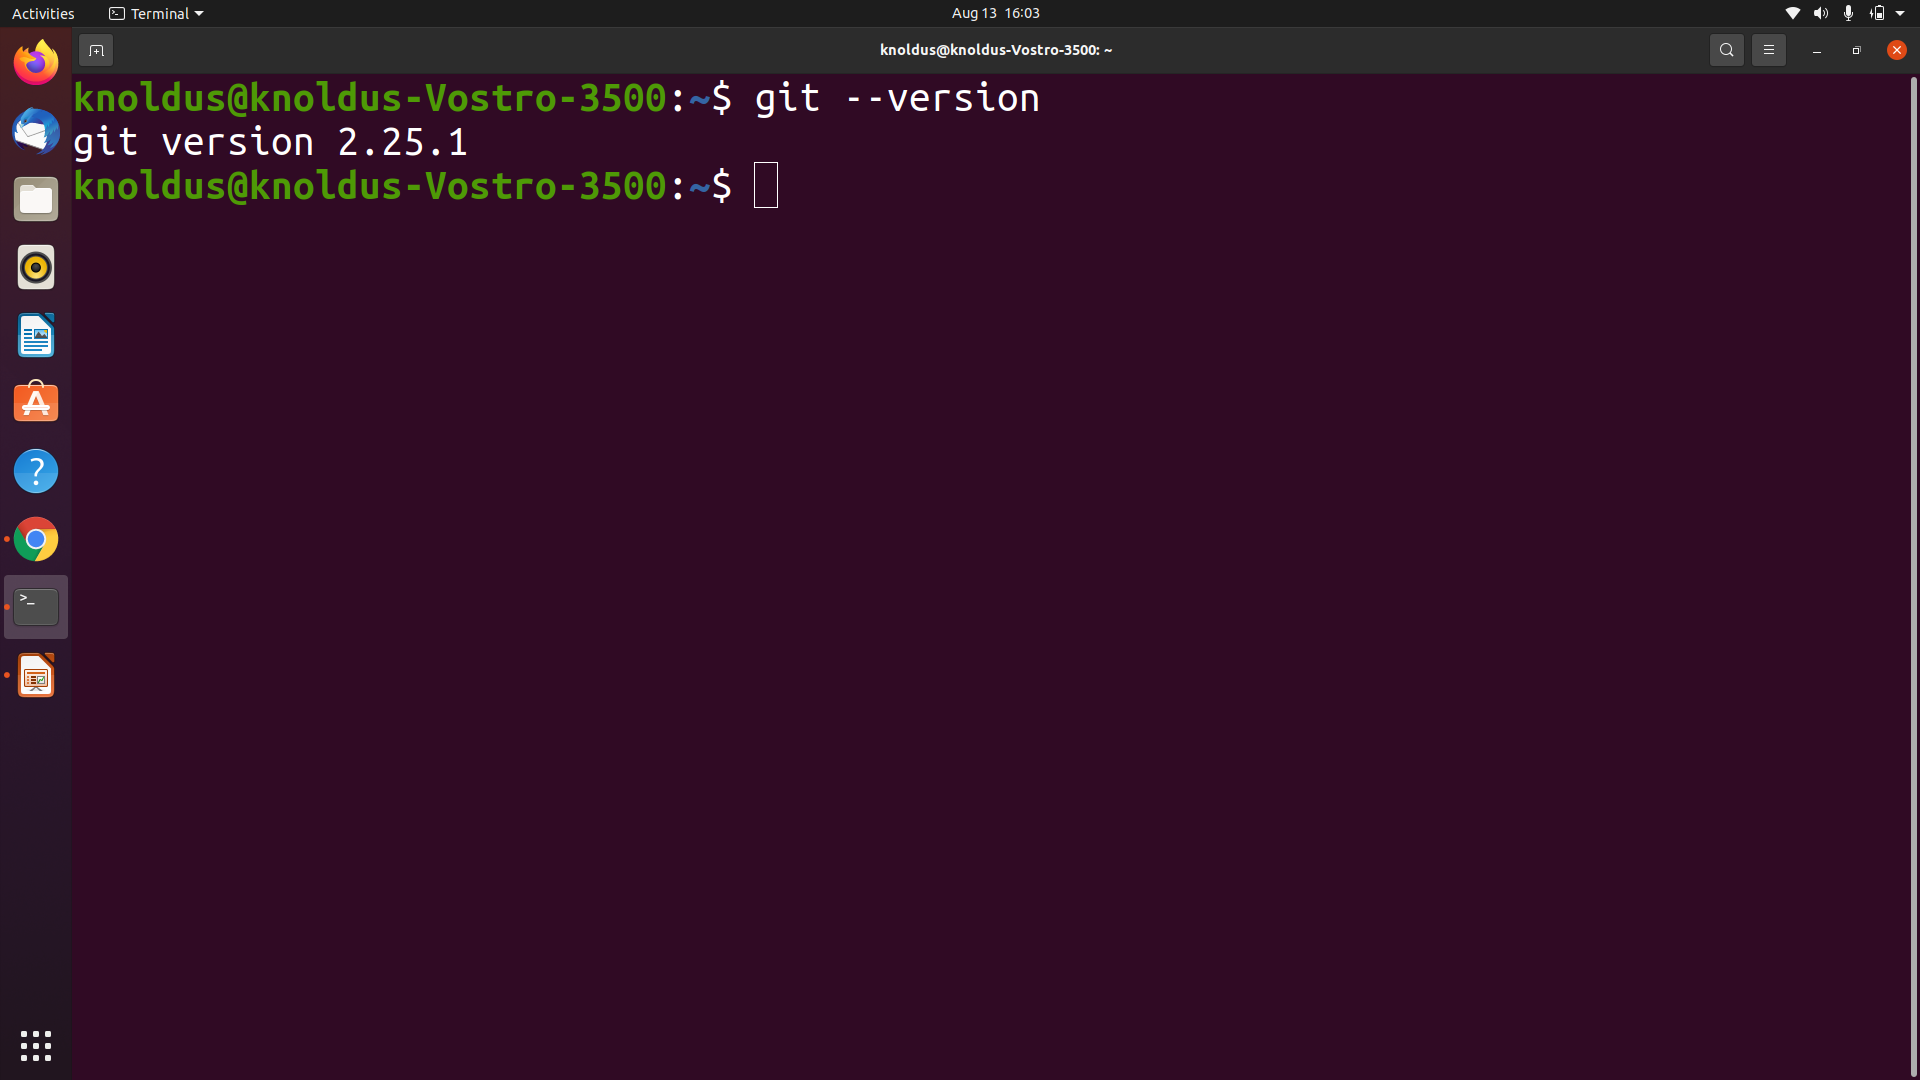 Activities
Terminal
Aug 13 16:03
knoldus@knoldus-Vostro-3500: ~
knoldus@knoldus-Vostro-3500:~$ git --version
git version 2.25.1
knoldus@knoldus-Vostro-3500:~$